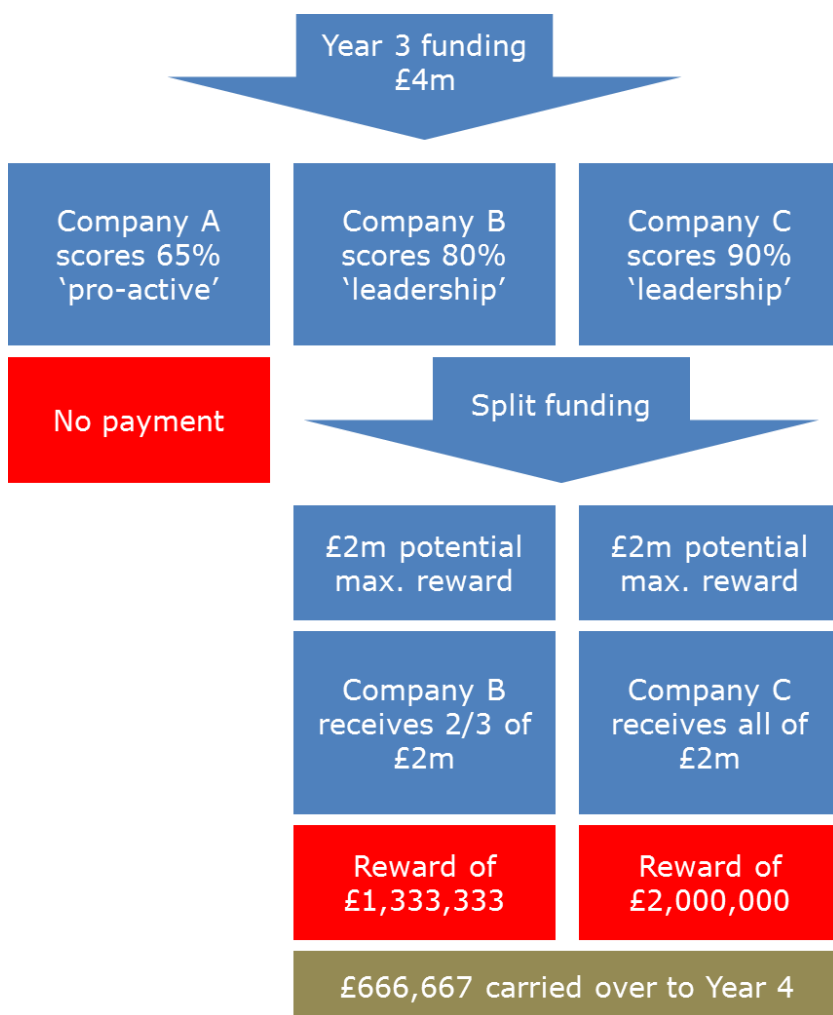 Year 3 funding
£4m
Company A
scores 65%
‘pro-active’
Company B
scores 80%
‘leadership’
Company C
scores 90%
‘leadership’
No payment
Split funding
£2m potential
max. reward
£2m potential
max. reward
Company B
receives 2/3 of
£2m
Company C
receives all of
£2m
Reward of
£1,333,333
Reward of
£2,000,000
£666,667 carried over to Year 4